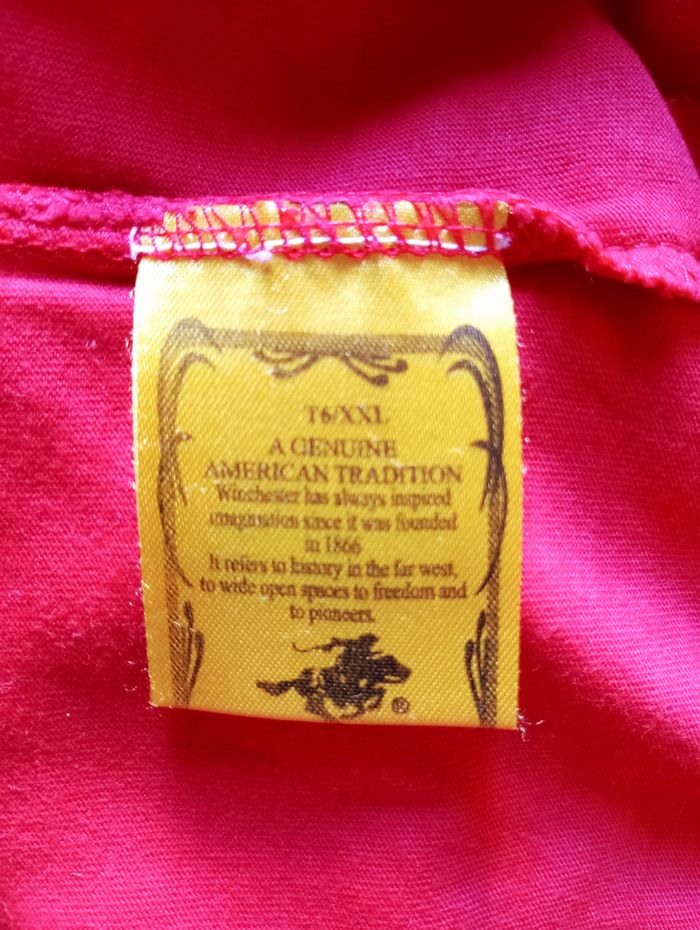 T6/XXL
A GENUINE
AMERICAN TRADITION
Winchester has always inspired
imagination since it was founded
in 1866
It refers to history in the far west,
to wide open spaces to freedom and
to pioneers.
®